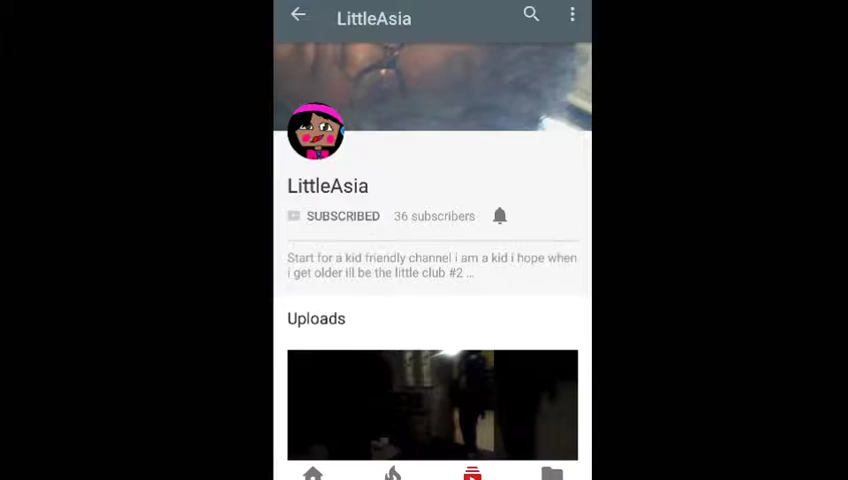 LittleAsia
LittleAsia
SUBSCRIBED 36 subscribers
Start for a kid friendly channel i am a kid i hope when
i get older ill be the little club #2 ...
Uploads